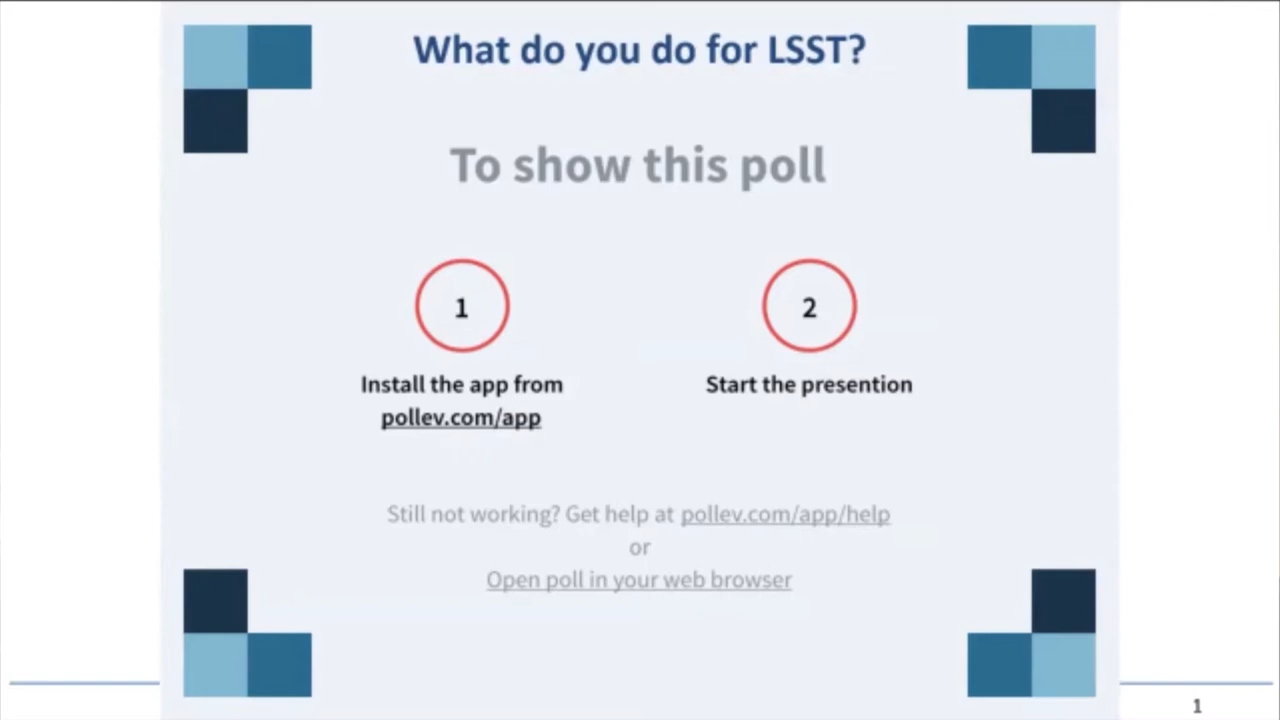 What do you do for LSST?
To show this poll
1
2
Install the app from
pollev.com/app
Start the presention
Still not working? Get help at pollev.com/app/help
or
Open poll in your web browser
1